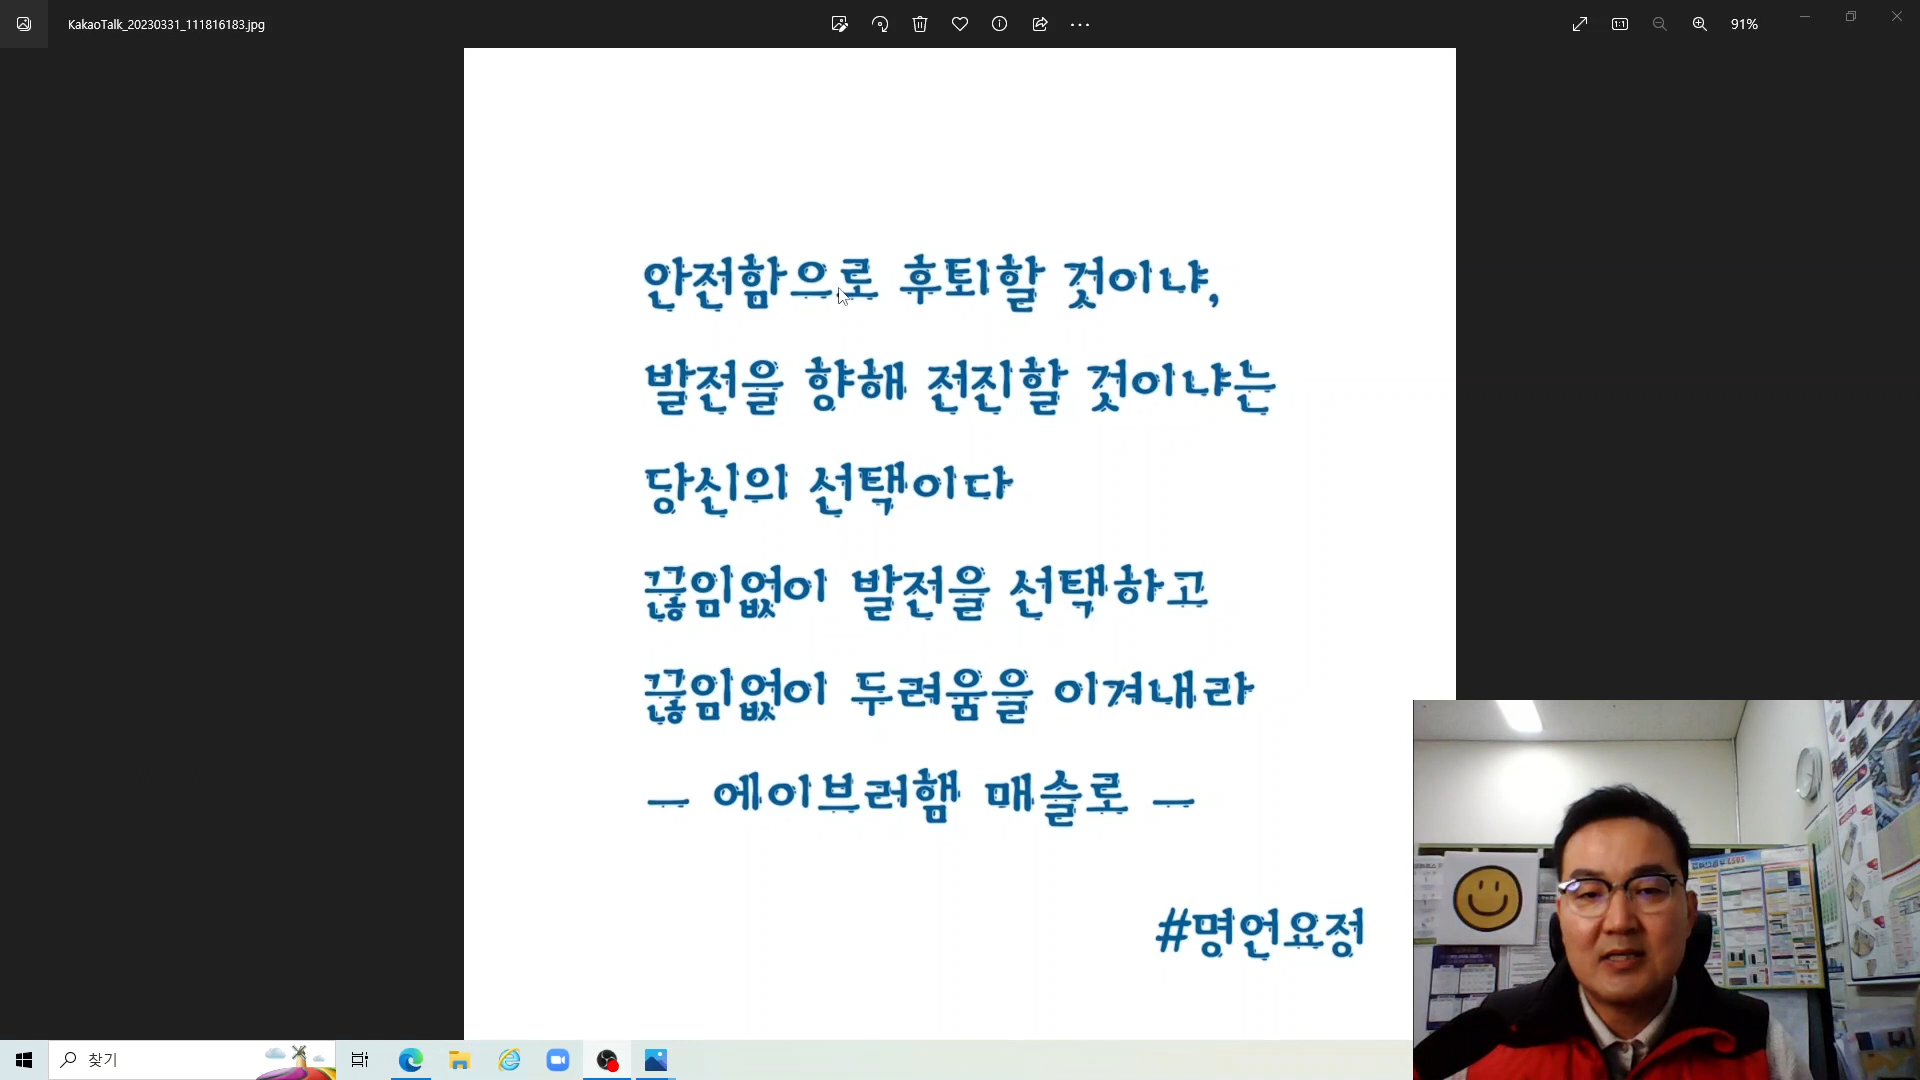 KakaoTalk_20230331_111816183.jpg
91%
안전함으로 후퇴할 것이냐,
발전을 향해 전진할 것이냐는
당신의 선택이다
끊임없이 발전을 선택하고
끊임없이 두려움을 이겨내라
— 에이브러햄 매슬로 —
#명언요정
찾기